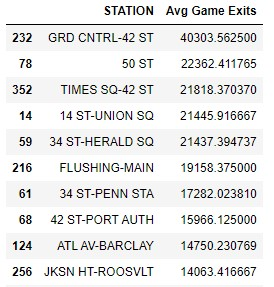 STATION Avg Game Exits
232 GRD CNTRL-42 ST 40303.562500
78 50 ST 22362.411765
352 TIMES SQ-42 ST 21818.370370
14 14 ST-UNION SQ 21445.916667
59 34 ST-HERALD SQ 21437.394737
216 FLUSHING-MAIN 19158.375000
61 34 ST-PENN STA 17282.023810
68 42 ST-PORT AUTH 15966.125000
124 ATL AV-BARCLAY 14750.230769
256 JKSN HT-ROOSVLT 14063.416667